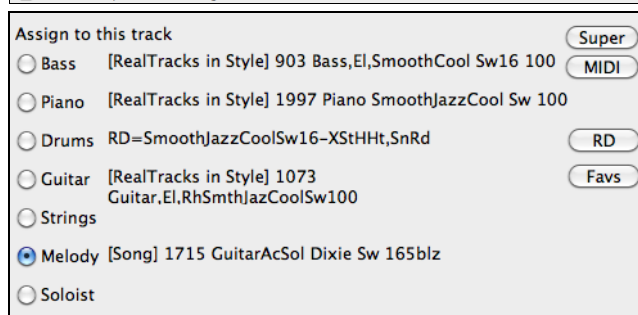 Assign to this track
Super
Bass [RealTracks in Style] 903 Bass,El,SmoothCool Sw16 100
MIDI
Piano [RealTracks in Style] 1997 Piano SmoothJazzCool Sw 100
Drums RD=SmoothJazzCoolSw16-XStHHt,SnRd
RD
Guitar [RealTracks in Style] 1073
Favs
Guitar,El,RhSmthJazCoolSw100
Strings
Melody [Song] 1715 GuitarAcSol Dixie Sw 165blz
Soloist